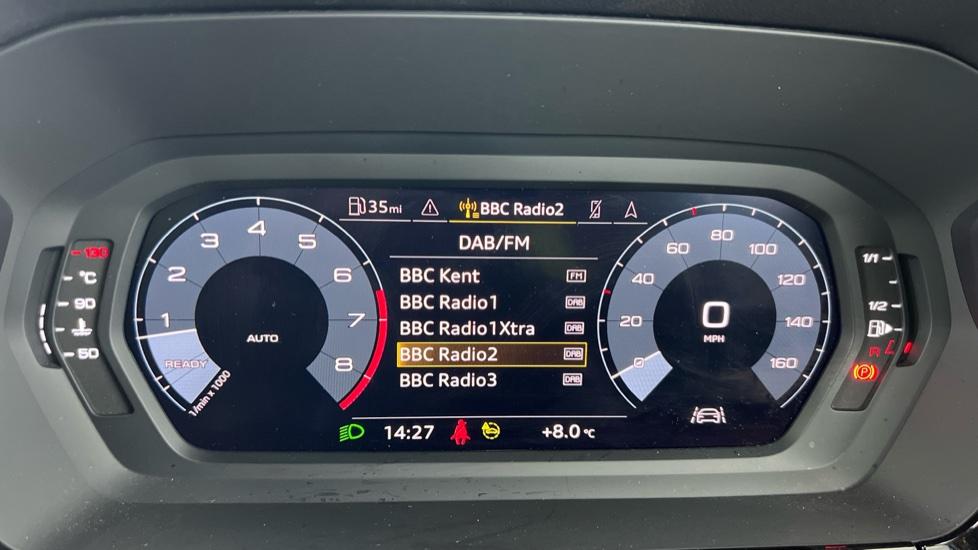 35mi
BBC Radio2
DAB/FM
BBC Kent FM
BBC Radio1 DAB
BBC Radio1Xtra DAB
BBC Radio2 DAB
BBC Radio3 DAB
14:27
+8.0 °C
1
2
3
4
5
6
7
8
READY
AUTO
1/min x 1000
0
20
40
60
80
100
120
140
160
0
MPH
130
°C
90
50
1/1
1/2
R
(P)